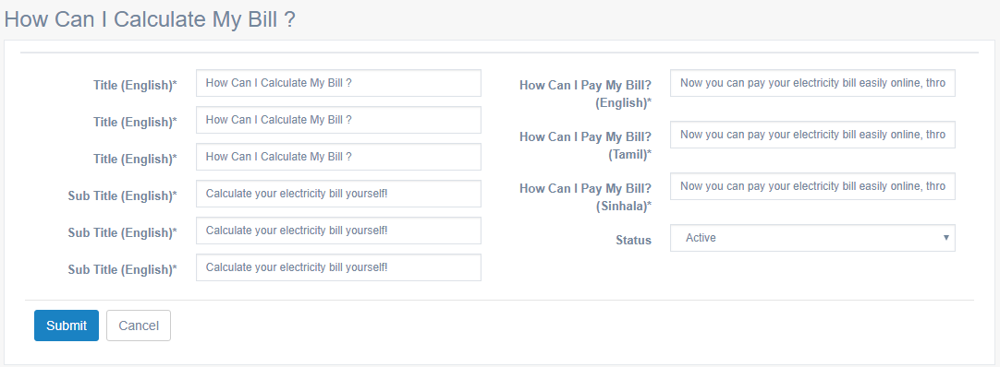 How Can I Calculate My Bill ?
Title (English)*
How Can I Calculate My Bill ?
Title (English)*
How Can I Calculate My Bill ?
Title (English)*
How Can I Calculate My Bill ?
Sub Title (English)*
Calculate your electricity bill yourself!
Sub Title (English)*
Calculate your electricity bill yourself!
Sub Title (English)*
Calculate your electricity bill yourself!
How Can I Pay My Bill?
(English)*
Now you can pay your electricity bill easily online, thro
How Can I Pay My Bill?
(Tamil)*
Now you can pay your electricity bill easily online, thro
How Can I Pay My Bill?
(Sinhala)*
Now you can pay your electricity bill easily online, thro
Status
Active
Submit
Cancel